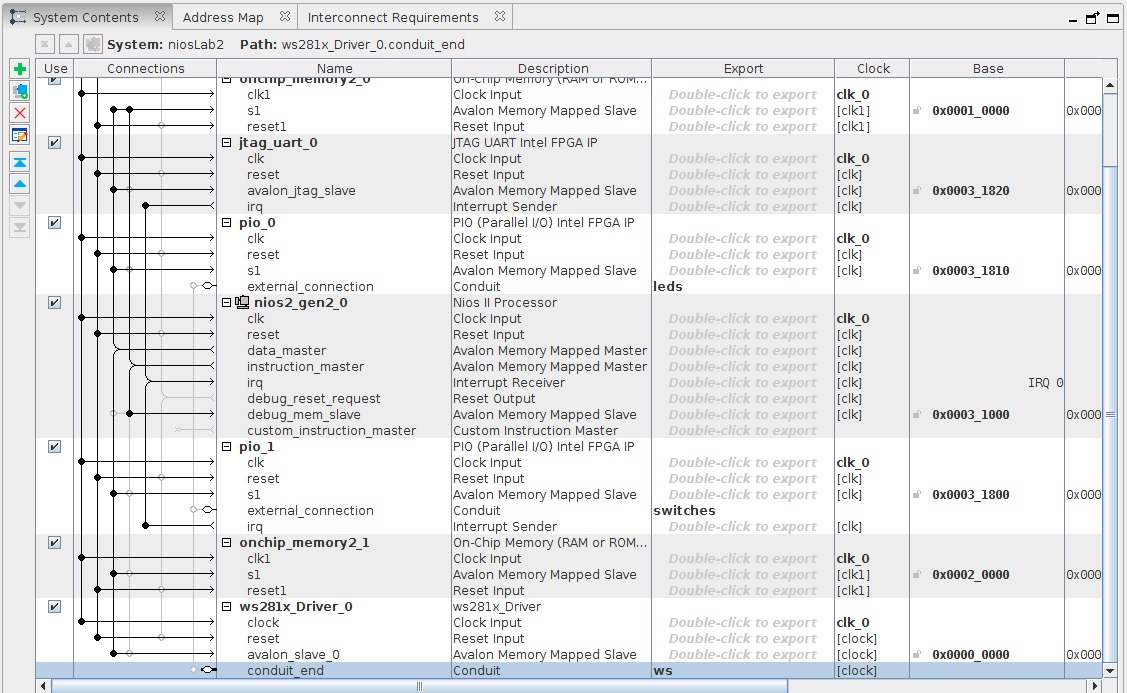 System Contents Address Map Interconnect Requirements
System: niosLab2 Path: ws281x_Driver_0.conduit_end
Use Connections Name Description Export Clock Base
onchip_memory2_0 On-Chip Memory (RAM or ROM...
clk1 Clock Input Double-click to export clk_0
s1 Avalon Memory Mapped Slave Double-click to export [clk1] 0x0001_0000 0x000
reset1 Reset Input Double-click to export [clk1]
jtag_uart_0 JTAG UART Intel FPGA IP
clk Clock Input Double-click to export clk_0
reset Reset Input Double-click to export [clk]
avalon_jtag_slave Avalon Memory Mapped Slave Double-click to export [clk] 0x0003_1820 0x000
irq Interrupt Sender Double-click to export [clk]
pio_0 PIO (Parallel I/O) Intel FPGA IP
clk Clock Input Double-click to export clk_0
reset Reset Input Double-click to export [clk]
s1 Avalon Memory Mapped Slave Double-click to export [clk] 0x0003_1810 0x000
external_connection Conduit leds
nios2_gen2_0 Nios II Processor
clk Clock Input Double-click to export clk_0
reset Reset Input Double-click to export [clk]
data_master Avalon Memory Mapped Master Double-click to export [clk]
instruction_master Avalon Memory Mapped Master Double-click to export [clk]
irq Interrupt Receiver Double-click to export [clk] IRQ 0
debug_reset_request Reset Output Double-click to export [clk]
debug_mem_slave Avalon Memory Mapped Slave Double-click to export [clk] 0x0003_1000 0x000
custom_instruction_master Custom Instruction Master Double-click to export
pio_1 PIO (Parallel I/O) Intel FPGA IP
clk Clock Input Double-click to export clk_0
reset Reset Input Double-click to export [clk]
s1 Avalon Memory Mapped Slave Double-click to export [clk] 0x0003_1800 0x000
external_connection Conduit switches
irq Interrupt Sender Double-click to export [clk]
onchip_memory2_1 On-Chip Memory (RAM or ROM...
clk1 Clock Input Double-click to export clk_0
s1 Avalon Memory Mapped Slave Double-click to export [clk1] 0x0002_0000 0x000
reset1 Reset Input Double-click to export [clk1]
ws281x_Driver_0 ws281x_Driver
clock Clock Input Double-click to export clk_0
reset Reset Input Double-click to export [clock]
avalon_slave_0 Avalon Memory Mapped Slave Double-click to export [clock] 0x0000_0000 0x000
conduit_end Conduit ws [clock]